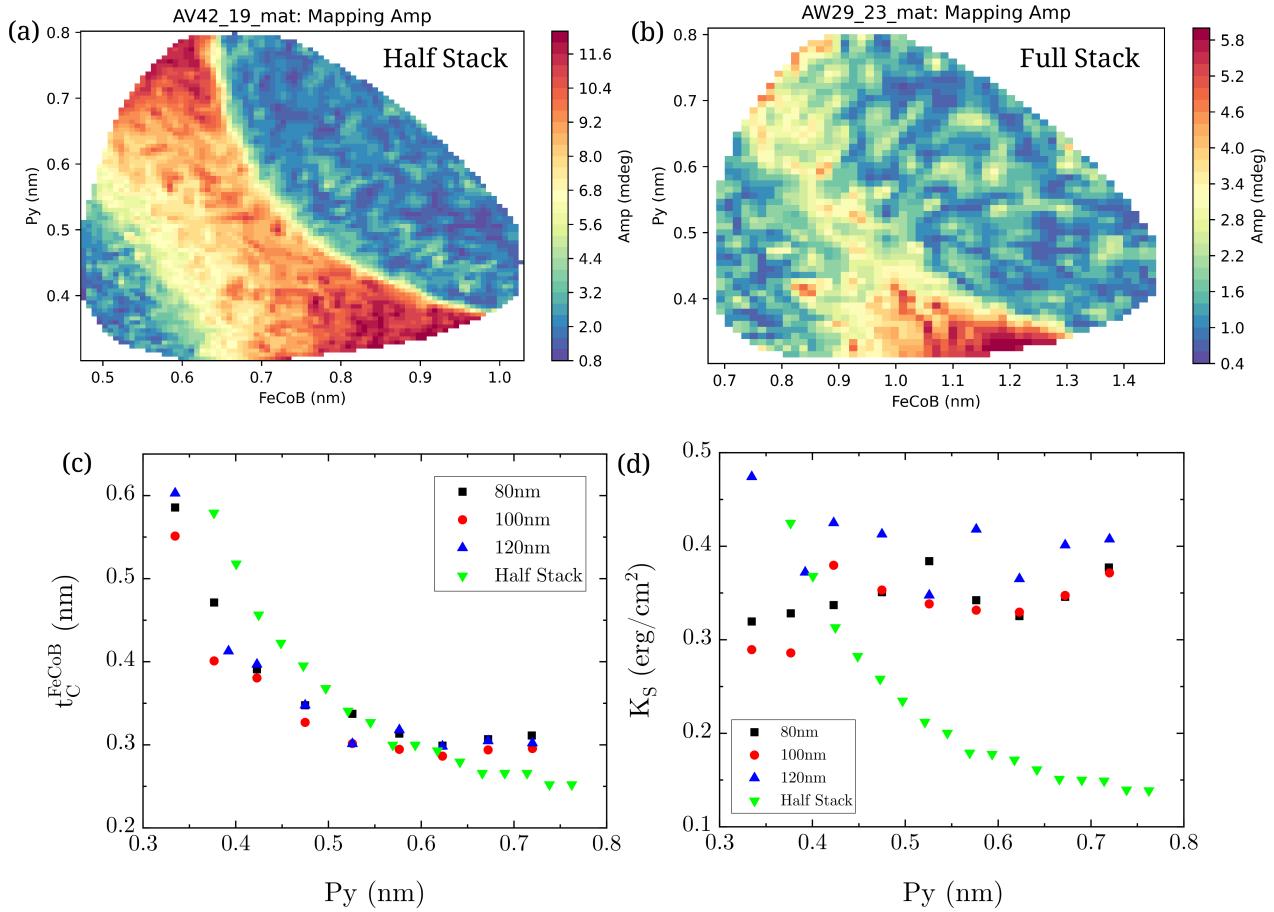 (a)
AV42_19_mat: Mapping Amp
Half Stack
0.8
0.7
0.6
0.5
0.4
Py (nm)
0.5 0.6 0.7 0.8 0.9 1.0
FeCoB (nm)
11.6
10.4
9.2
8.0
6.8
5.6
4.4
3.2
2.0
0.8
Amp (mdeg)
(b)
AW29_23_mat: Mapping Amp
Full Stack
0.8
0.7
0.6
0.5
0.4
Py (nm)
0.7 0.8 0.9 1.0 1.1 1.2 1.3 1.4
FeCoB (nm)
5.8
5.2
4.6
4.0
3.4
2.8
2.2
1.6
1.0
0.4
Amp (mdeg)
(c)
80nm
100nm
120nm
Half Stack
0.6
0.5
0.4
0.3
0.2
t_C^FeCoB (nm)
0.3 0.4 0.5 0.6 0.7 0.8
Py (nm)
(d)
0.5
0.4
0.3
0.2
0.1
K_S (erg/cm²)
80nm
100nm
120nm
Half Stack
0.3 0.4 0.5 0.6 0.7 0.8
Py (nm)